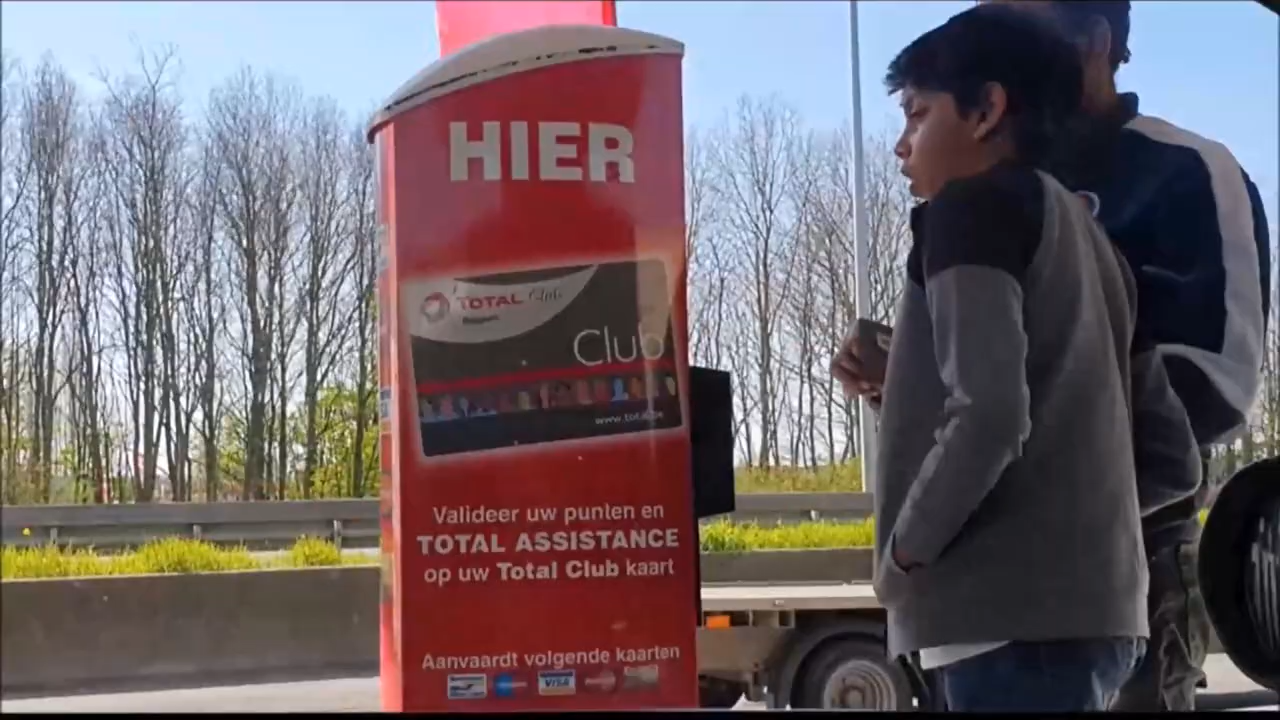 HIER
TOTAL Club
Club
www.total.be
Valideer uw punten en
TOTAL ASSISTANCE
op uw Total Club kaart
Aanvaardt volgende kaarten
VISA